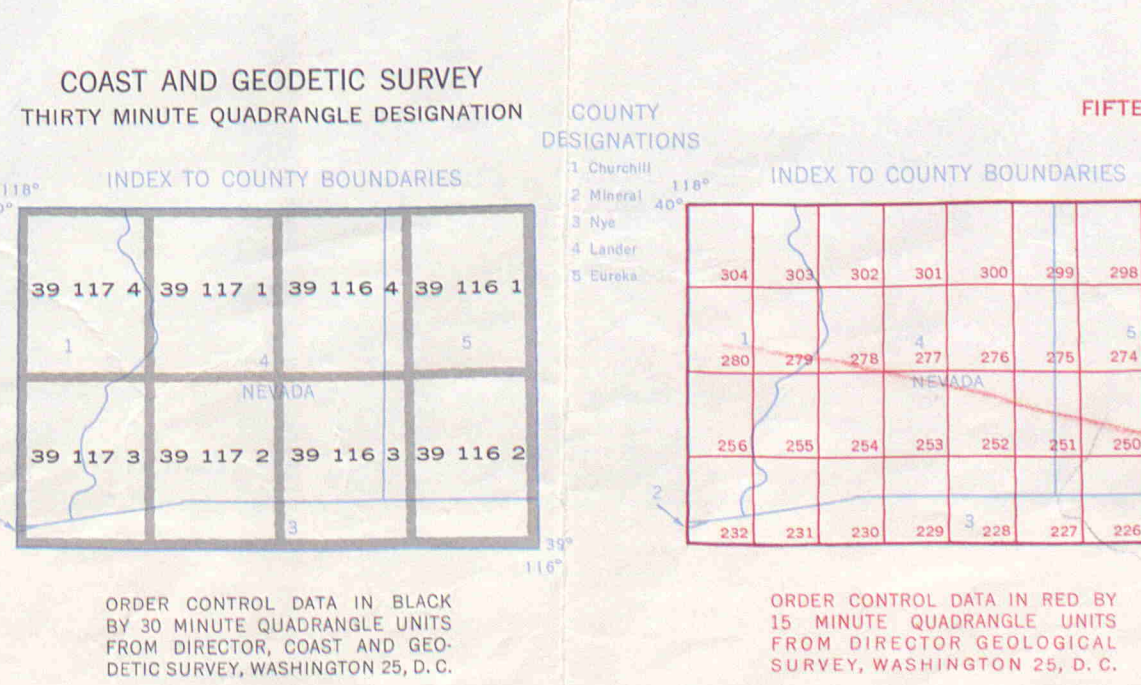 COAST AND GEODETIC SURVEY
THIRTY MINUTE QUADRANGLE DESIGNATION
INDEX TO COUNTY BOUNDARIES
118°
39 117 4 39 117 1 39 116 4 39 116 1
1
4
5
NEVADA
39 117 3 39 117 2 39 116 3 39 116 2
3
39°
116°
ORDER CONTROL DATA IN BLACK
BY 30 MINUTE QUADRANGLE UNITS
FROM DIRECTOR, COAST AND GEO-
DETIC SURVEY, WASHINGTON 25, D. C.
COUNTY
DESIGNATIONS
1 Churchill
2 Mineral
3 Nye
4 Lander
5 Eureka
FIFTE
INDEX TO COUNTY BOUNDARIES
118°
40°
304 303 302 301 300 299 298
1
4
5
280 279 278 277 276 275 274
NEVADA
256 255 254 253 252 251 250
2
3
232 231 230 229 228 227 226
ORDER CONTROL DATA IN RED BY
15 MINUTE QUADRANGLE UNITS
FROM DIRECTOR GEOLOGICAL
SURVEY, WASHINGTON 25, D. C.